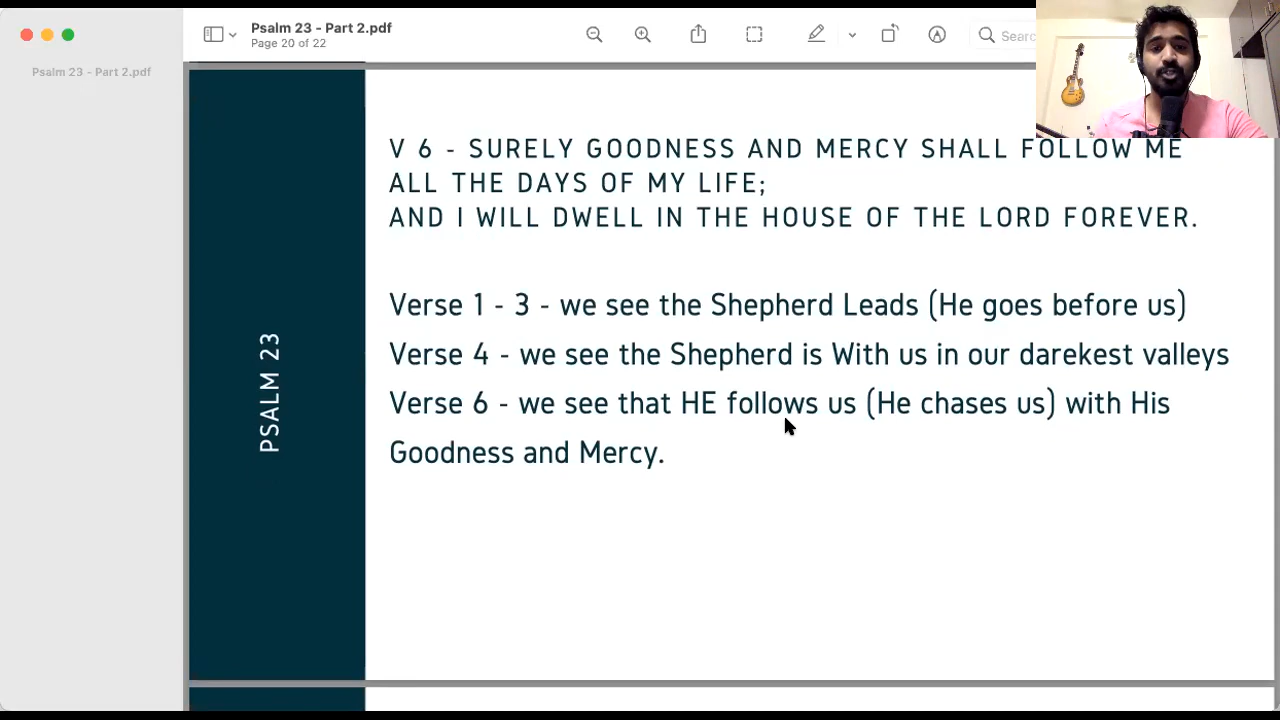 Psalm 23 - Part 2.pdf
Page 20 of 22
Searc
Psalm 23 - Part 2.pdf
V 6 - SURELY GOODNESS AND MERCY SHALL FOLLOW ME
ALL THE DAYS OF MY LIFE;
AND I WILL DWELL IN THE HOUSE OF THE LORD FOREVER.
Verse 1 - 3 - we see the Shepherd Leads (He goes before us)
Verse 4 - we see the Shepherd is With us in our darekest valleys
Verse 6 - we see that HE follows us (He chases us) with His
Goodness and Mercy.
PSALM 23